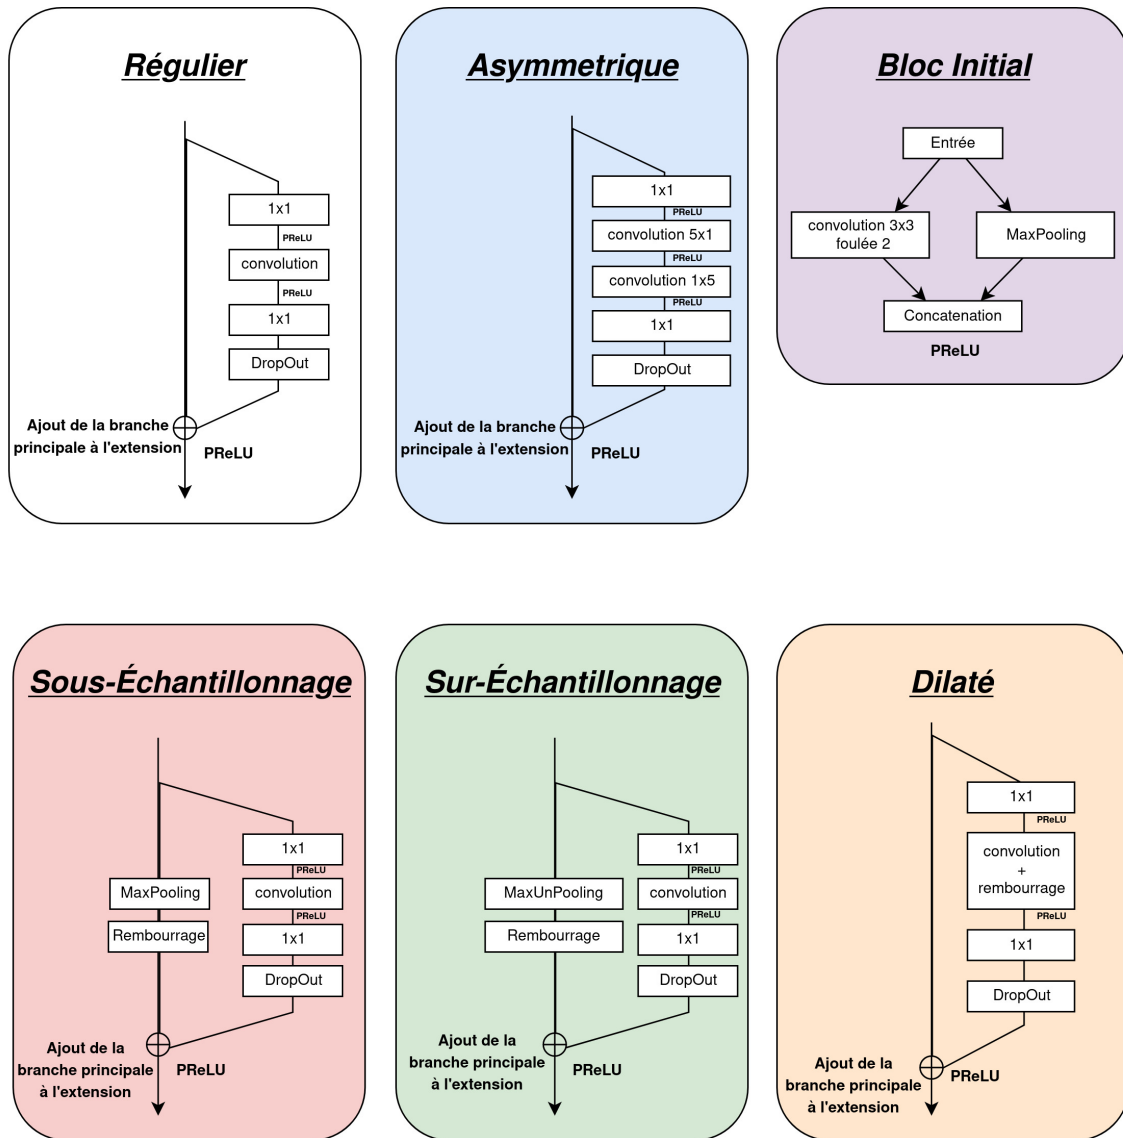 Régulier
1x1
PReLU
convolution
PReLU
1x1
DropOut
Ajout de la branche
principale à l'extension
PReLU
Asymmetrique
1x1
PReLU
convolution 5x1
PReLU
convolution 1x5
PReLU
1x1
DropOut
Ajout de la branche
principale à l'extension
PReLU
Bloc Initial
Entrée
convolution 3x3
foulée 2
MaxPooling
Concatenation
PReLU
Sous-Échantillonnage
1x1
PReLU
MaxPooling
convolution
PReLU
Rembourrage
1x1
DropOut
Ajout de la
branche principale
à l'extension
PReLU
Sur-Échantillonnage
1x1
PReLU
MaxUnPooling
convolution
PReLU
Rembourrage
1x1
DropOut
Ajout de la
branche principale
à l'extension
PReLU
Dilaté
1x1
PReLU
convolution
+
rembourrage
PReLU
1x1
DropOut
Ajout de la
branche principale
à l'extension
PReLU